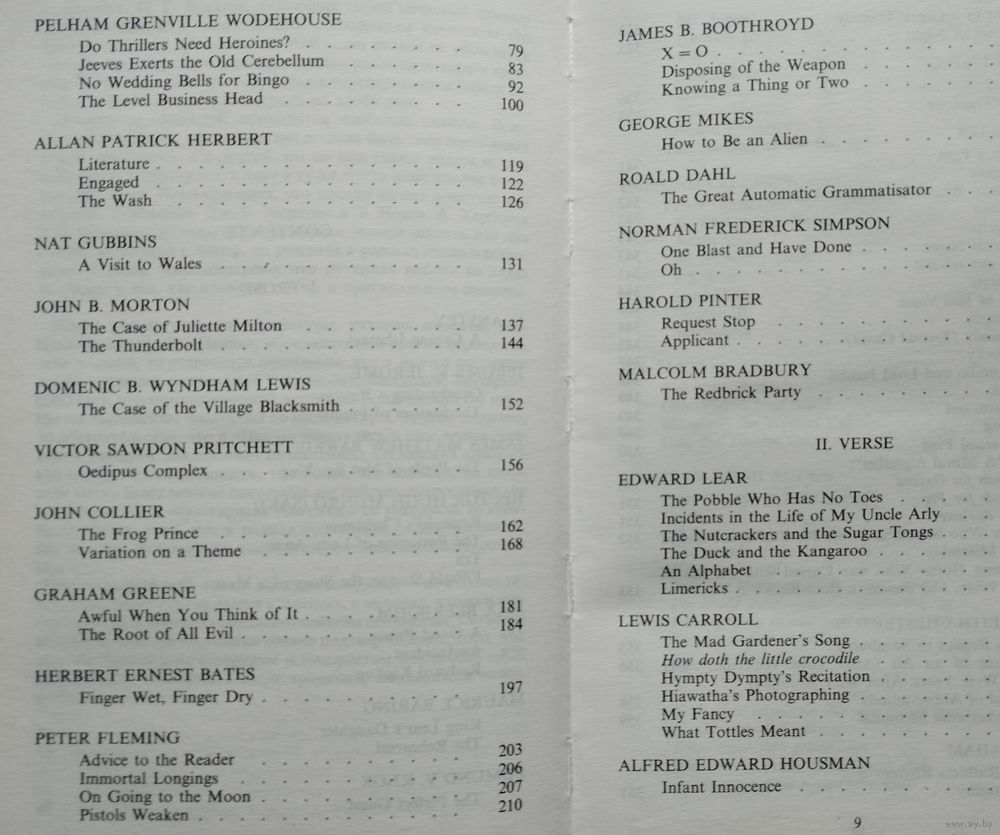 PELHAM GRENVILLE WODEHOUSE
Do Thrillers Need Heroines? 79
Jeeves Exerts the Old Cerebellum 83
No Wedding Bells for Bingo 92
The Level Business Head 100
ALLAN PATRICK HERBERT
Literature 119
Engaged 122
The Wash 126
NAT GUBBINS
A Visit to Wales 131
JOHN B. MORTON
The Case of Juliette Milton 137
The Thunderbolt 144
DOMENIC B. WYNDHAM LEWIS
The Case of the Village Blacksmith 152
VICTOR SAWDON PRITCHETT
Oedipus Complex 156
JOHN COLLIER
The Frog Prince 162
Variation on a Theme 168
GRAHAM GREENE
Awful When You Think of It 181
The Root of All Evil 184
HERBERT ERNEST BATES
Finger Wet, Finger Dry 197
PETER FLEMING
Advice to the Reader 203
Immortal Longings 206
On Going to the Moon 207
Pistols Weaken 210
JAMES B. BOOTHROYD
X = O
Disposing of the Weapon
Knowing a Thing or Two
GEORGE MIKES
How to Be an Alien
ROALD DAHL
The Great Automatic Grammatisator
NORMAN FREDERICK SIMPSON
One Blast and Have Done
Oh
HAROLD PINTER
Request Stop
Applicant
MALCOLM BRADBURY
The Redbrick Party
II. VERSE
EDWARD LEAR
The Pobble Who Has No Toes
Incidents in the Life of My Uncle Arly
The Nutcrackers and the Sugar Tongs
The Duck and the Kangaroo
An Alphabet
Limericks
LEWIS CARROLL
The Mad Gardener's Song
How doth the little crocodile
Hympty Dympty's Recitation
Hiawatha's Photographing
My Fancy
What Tottles Meant
ALFRED EDWARD HOUSMAN
Infant Innocence
9
www.ay.by